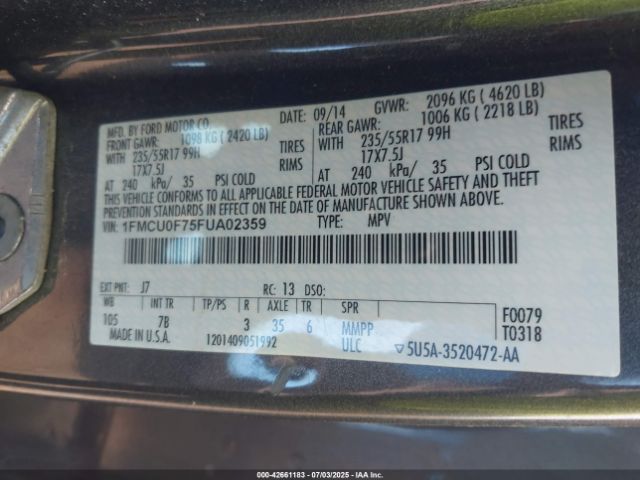 MFD. BY FORD MOTOR CO. DATE: 09/14 GVWR: 2096 KG ( 4620 LB)
FRONT GAWR: 1098 KG ( 2420 LB) REAR GAWR: 1006 KG ( 2218 LB)
WITH 235/55R17 99H TIRES WITH 235/55R17 99H TIRES
17X7.5J RIMS 17X7.5J RIMS
AT 240 kPa/ 35 PSI COLD AT 240 kPa/ 35 PSI COLD
THIS VEHICLE CONFORMS TO ALL APPLICABLE FEDERAL MOTOR VEHICLE SAFETY AND THEFT
PREVENTION STANDARDS IN EFFECT ON THE DATE OF MANUFACTURE SHOWN ABOVE.
VIN: 1FMCU0F75FUA02359 TYPE: MPV
EXT PNT: J7 RC: 13 DSO:
WB INT TR TP/PS R AXLE TR SPR F0079
105 7B 3 35 6 MMPP T0318
MADE IN U.S.A. 1201409051992 ULC ▽5U5A-3520472-AA
000-42661183 - 07/03/2025 - IAAI.com